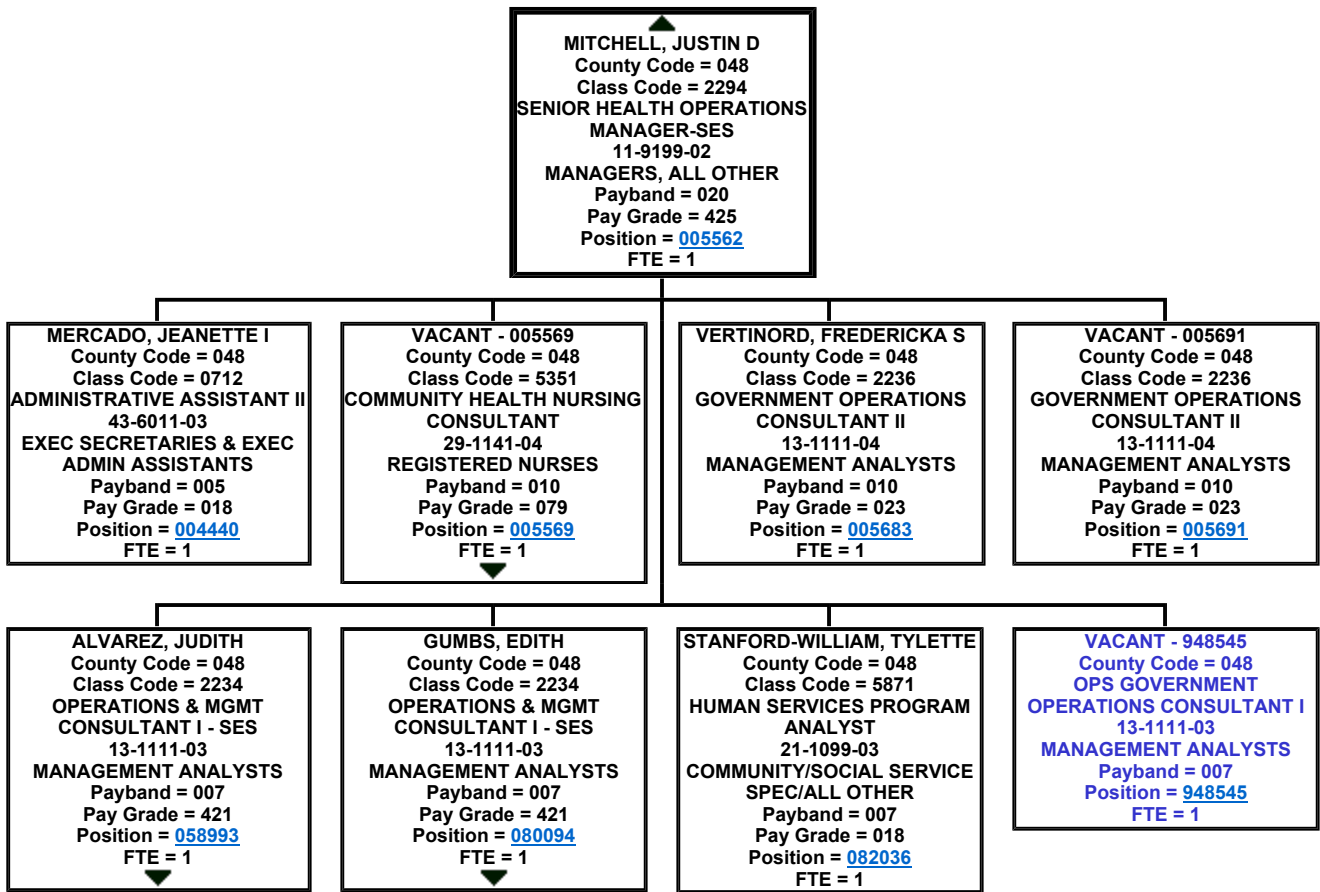 MITCHELL, JUSTIN D
County Code = 048
Class Code = 2294
SENIOR HEALTH OPERATIONS
MANAGER-SES
11-9199-02
MANAGERS, ALL OTHER
Payband = 020
Pay Grade = 425
Position = 005562
FTE = 1
MERCADO, JEANETTE I
County Code = 048
Class Code = 0712
ADMINISTRATIVE ASSISTANT II
43-6011-03
EXEC SECRETARIES & EXEC
ADMIN ASSISTANTS
Payband = 005
Pay Grade = 018
Position = 004440
FTE = 1
VACANT - 005569
County Code = 048
Class Code = 5351
COMMUNITY HEALTH NURSING
CONSULTANT
29-1141-04
REGISTERED NURSES
Payband = 010
Pay Grade = 079
Position = 005569
FTE = 1
VERTINORD, FREDERICKA S
County Code = 048
Class Code = 2236
GOVERNMENT OPERATIONS
CONSULTANT II
13-1111-04
MANAGEMENT ANALYSTS
Payband = 010
Pay Grade = 023
Position = 005683
FTE = 1
VACANT - 005691
County Code = 048
Class Code = 2236
GOVERNMENT OPERATIONS
CONSULTANT II
13-1111-04
MANAGEMENT ANALYSTS
Payband = 010
Pay Grade = 023
Position = 005691
FTE = 1
ALVAREZ, JUDITH
County Code = 048
Class Code = 2234
OPERATIONS & MGMT
CONSULTANT I - SES
13-1111-03
MANAGEMENT ANALYSTS
Payband = 007
Pay Grade = 421
Position = 058993
FTE = 1
GUMBS, EDITH
County Code = 048
Class Code = 2234
OPERATIONS & MGMT
CONSULTANT I - SES
13-1111-03
MANAGEMENT ANALYSTS
Payband = 007
Pay Grade = 421
Position = 080094
FTE = 1
STANFORD-WILLIAM, TYLETTE
County Code = 048
Class Code = 5871
HUMAN SERVICES PROGRAM
ANALYST
21-1099-03
COMMUNITY/SOCIAL SERVICE
SPEC/ALL OTHER
Payband = 007
Pay Grade = 018
Position = 082036
FTE = 1
VACANT - 948545
County Code = 048
OPS GOVERNMENT
OPERATIONS CONSULTANT I
13-1111-03
MANAGEMENT ANALYSTS
Payband = 007
Position = 948545
FTE = 1